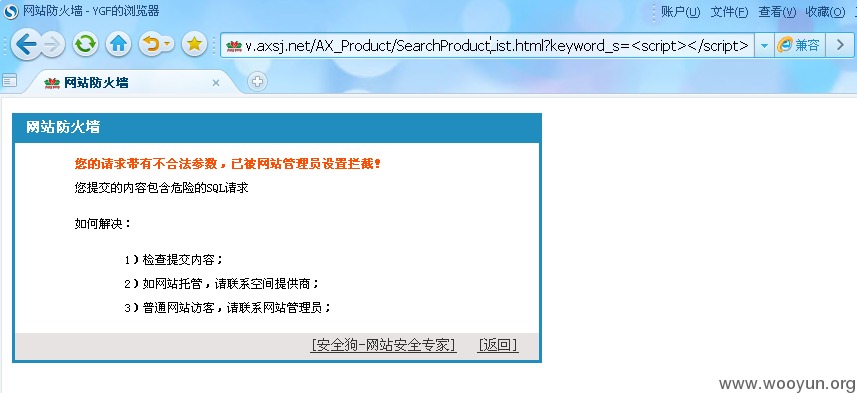 网站防火墙 - YGF的浏览器
账户(U) 文件(F) 查看(V) 收藏(O)
v.axsj.net/AX_Product/SearchProductList.html?keyword_s=<script></script>
兼容
网站防火墙
网站防火墙
您的请求带有不合法参数，已被网站管理员设置拦截！
您提交的内容包含危险的SQL请求
如何解决：
1）检查提交内容；
2）如网站托管，请联系空间提供商；
3）普通网站访客，请联系网站管理员；
[安全狗-网站安全专家] [返回]
www.wooyun.org